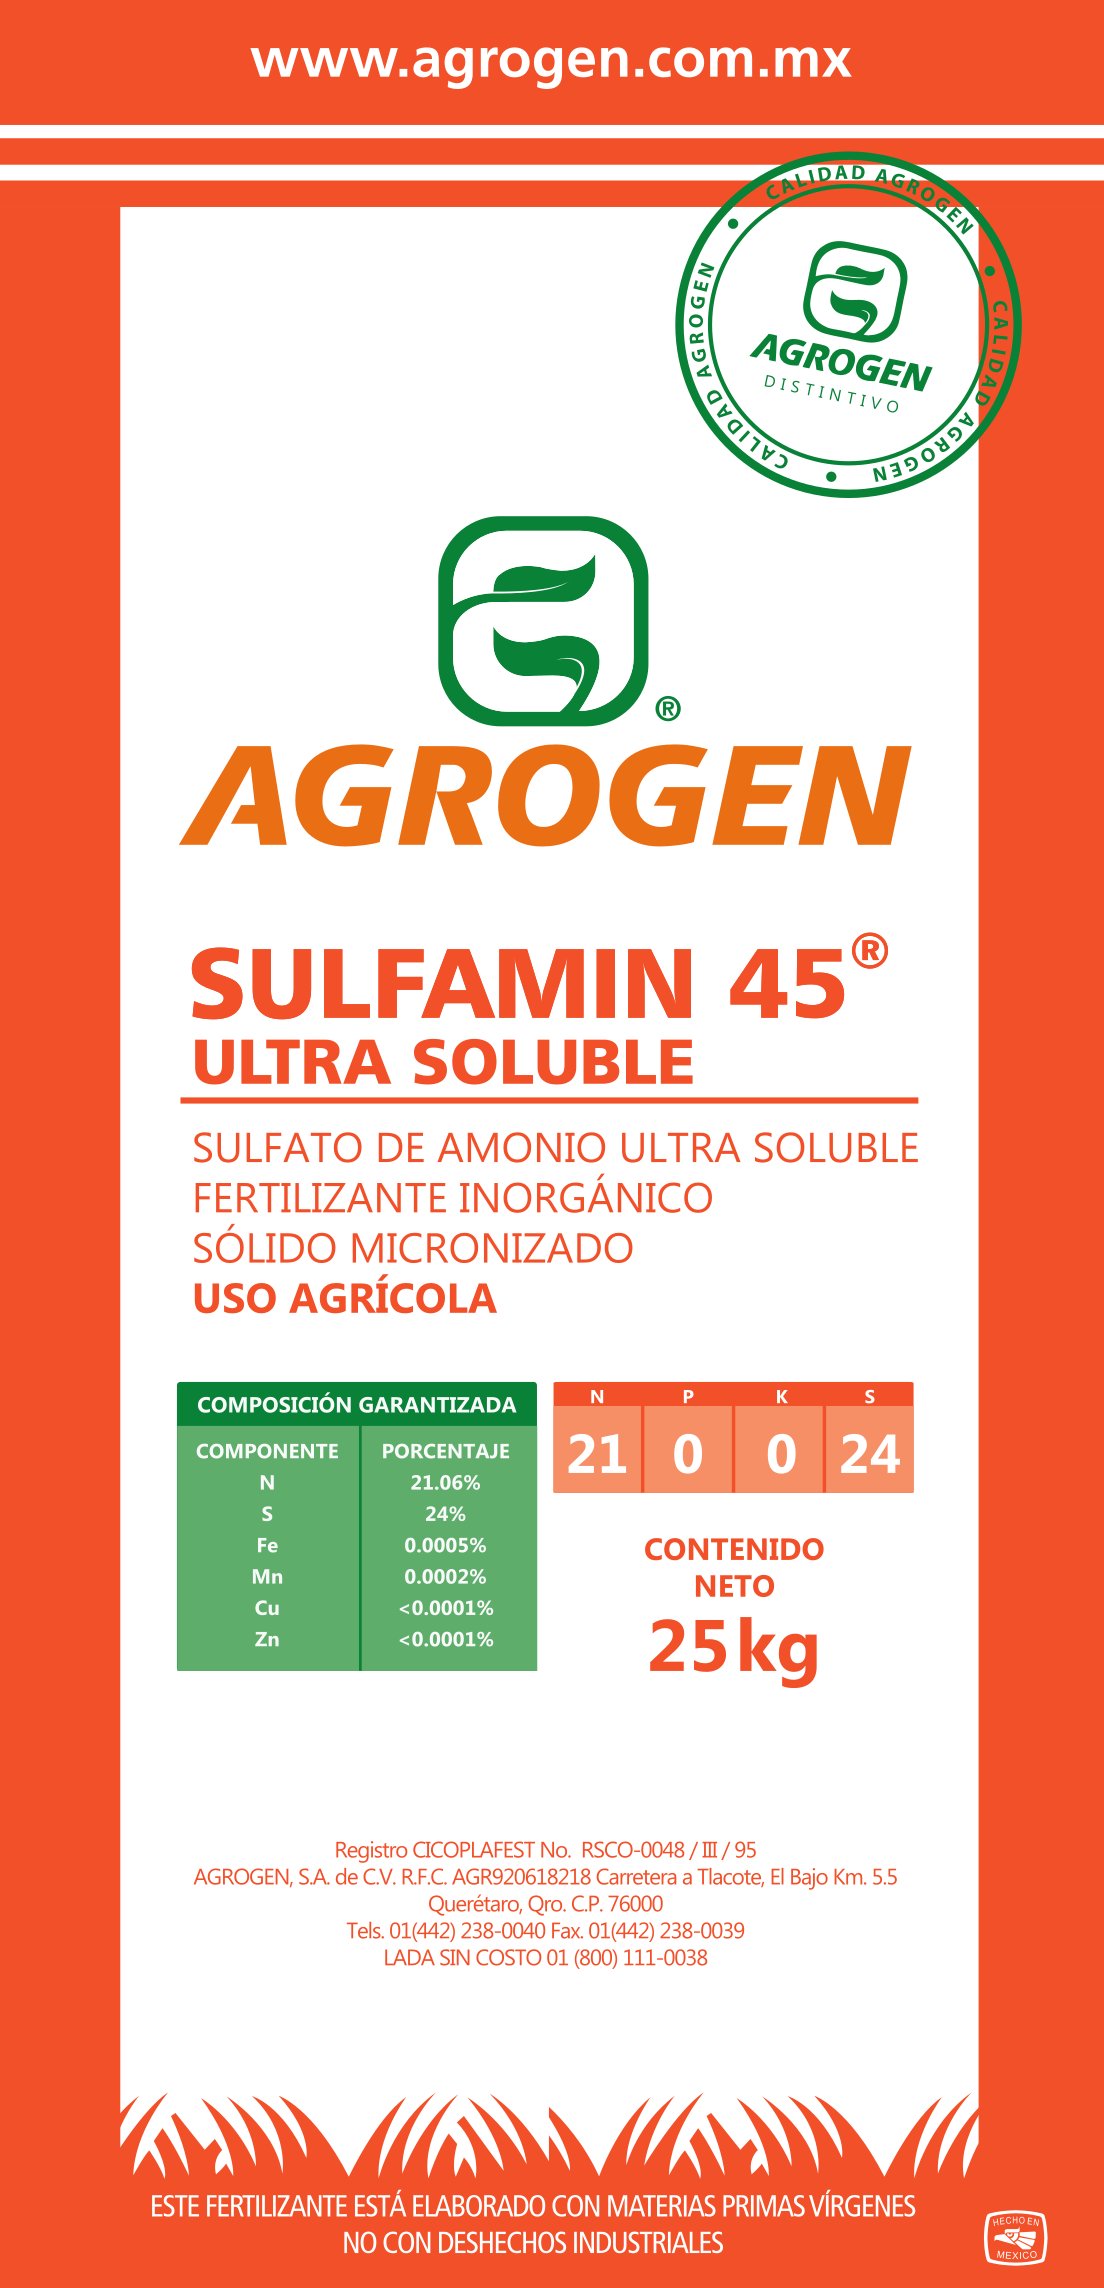 www.agrogen.com.mx
CALIDAD AGROGEN • CALIDAD AGROGEN • CALIDAD AGROGEN •
AGROGEN
DISTINTIVO
®
AGROGEN
SULFAMIN 45®
ULTRA SOLUBLE
SULFATO DE AMONIO ULTRA SOLUBLE
FERTILIZANTE INORGÁNICO
SÓLIDO MICRONIZADO
USO AGRÍCOLA
COMPOSICIÓN GARANTIZADA
COMPONENTE PORCENTAJE
N 21.06%
S 24%
Fe 0.0005%
Mn 0.0002%
Cu <0.0001%
Zn <0.0001%
N P K S
21 0 0 24
CONTENIDO
NETO
25 kg
Registro CICOPLAFEST No. RSCO-0048 / III / 95
AGROGEN, S.A. de C.V. R.F.C. AGR920618218 Carretera a Tlacote, El Bajo Km. 5.5
Querétaro, Qro. C.P. 76000
Tels. 01(442) 238-0040 Fax. 01(442) 238-0039
LADA SIN COSTO 01 (800) 111-0038
ESTE FERTILIZANTE ESTÁ ELABORADO CON MATERIAS PRIMAS VÍRGENES
NO CON DESHECHOS INDUSTRIALES
HECHO EN
MEXICO